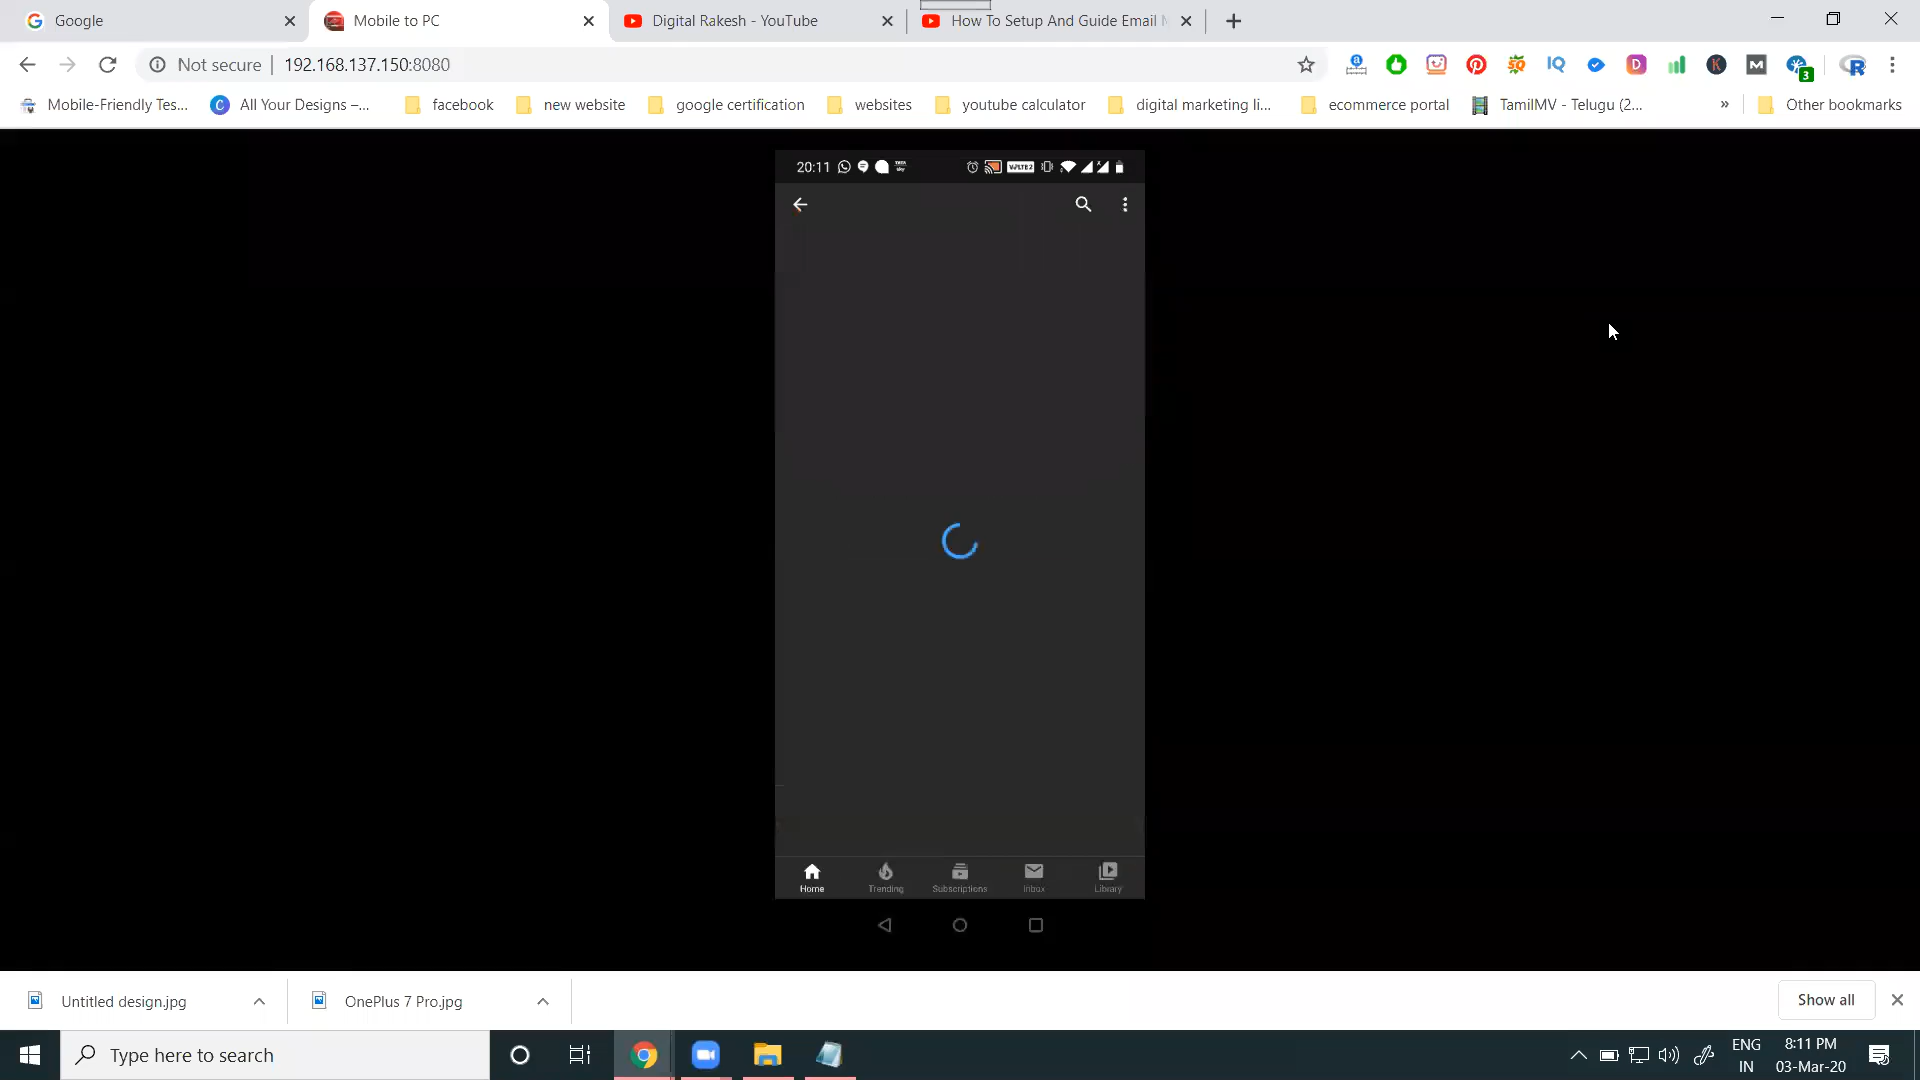 Google
Mobile to PC
Digital Rakesh - YouTube
How To Setup And Guide Email M
Not secure
192.168.137.150:8080
3
Mobile-Friendly Tes...
All Your Designs –...
facebook
new website
google certification
websites
youtube calculator
digital marketing li...
ecommerce portal
TamilMV - Telugu (2...
»
Other bookmarks
20:11
VoLTE2
Home
Trending
Subscriptions
Inbox
Library
Untitled design.jpg
OnePlus 7 Pro.jpg
Show all
Type here to search
ENG
IN
8:11 PM
03-Mar-20